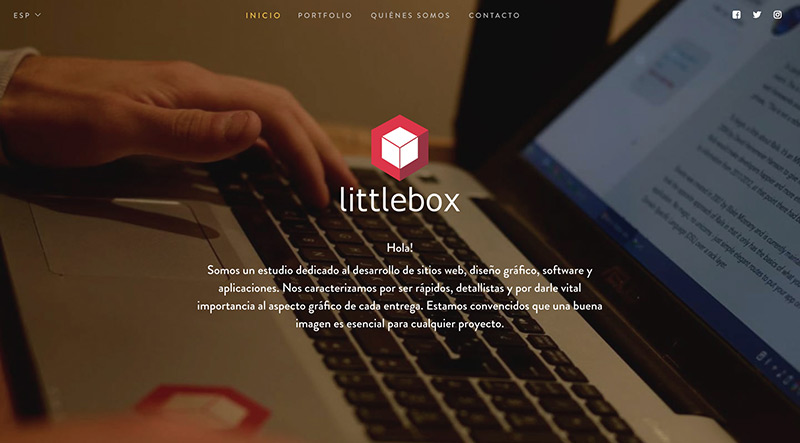 ESP
INICIO PORTFOLIO QUIÉNES SOMOS CONTACTO
littlebox
Hola!
Somos un estudio dedicado al desarrollo de sitios web, diseño gráfico, software y
aplicaciones. Nos caracterizamos por ser rápidos, detallistas y por darle vital
importancia al aspecto gráfico de cada entrega. Estamos convencidos que una buena
imagen es esencial para cualquier proyecto.